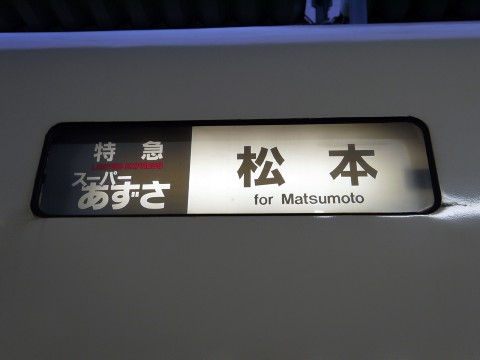 特急
スーパー
あずさ
松本
for Matsumoto